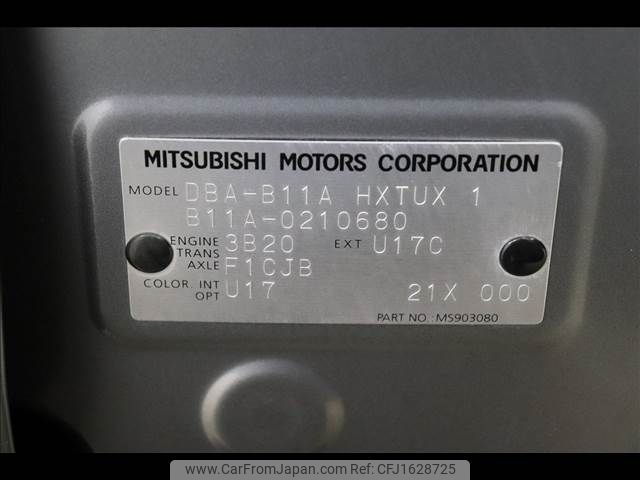 MITSUBISHI MOTORS CORPORATION
MODEL DBA-B11A HXTUX 1
B11A-0210680
ENGINE 3B20 EXT U17C
TRANS AXLE F1CJB
COLOR, INT U17
OPT 21X 000
PART NO.:MS903080
www.CarFromJapan.com CFJ1628725